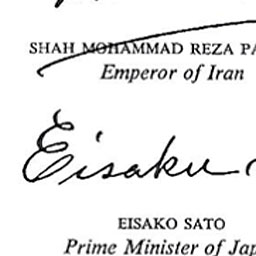 SHAH MOHAMMAD REZA PA
Emperor of Iran
Eisaku
EISAKO SATO
Prime Minister of Jap